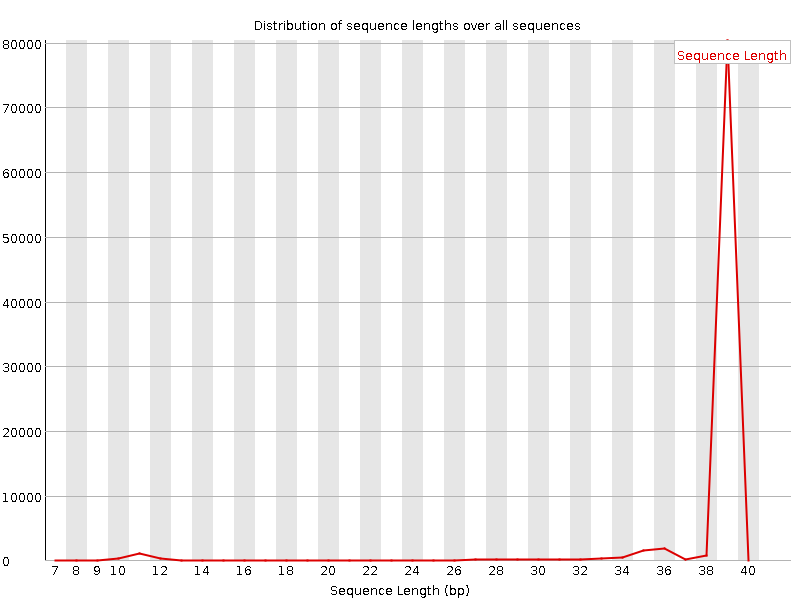 Distribution of sequence lengths over all sequences
Sequence Length
80000
70000
60000
50000
40000
30000
20000
10000
0
7 8 9 10 12 14 16 18 20 22 24 26 28 30 32 34 36 38 40
Sequence Length (bp)